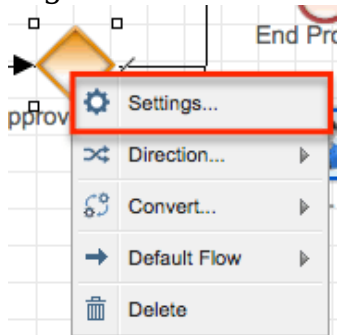 End Pro
pprov
Settings...
Direction...
Convert...
Default Flow
Delete